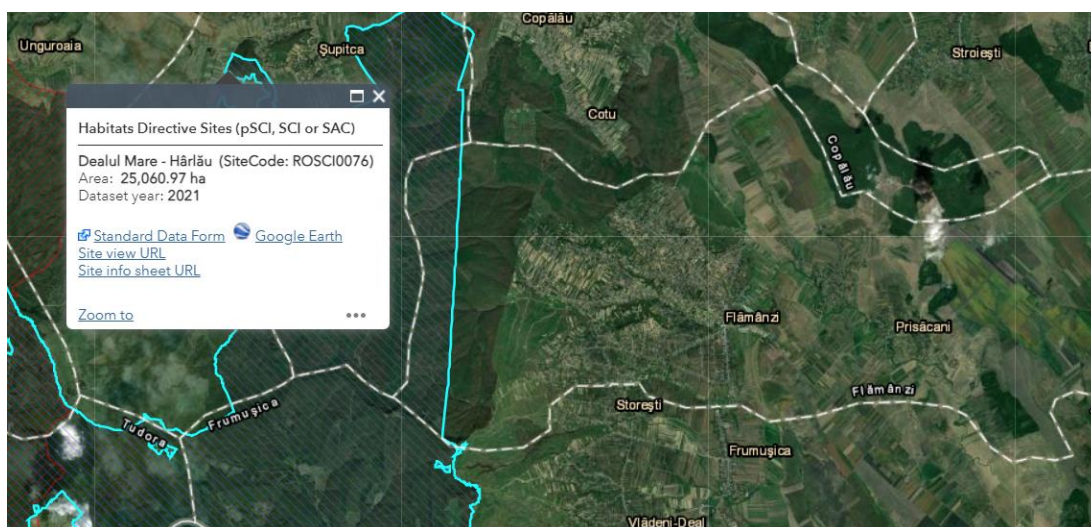 Unguroaia
Şupitca
Copălău
Stroieşti
Habitats Directive Sites (pSCI, SCI or SAC)
Dealul Mare - Hârlău (SiteCode: ROSCI0076)
Area: 25,060.97 ha
Dataset year: 2021
Standard Data Form Google Earth
Site view URL
Site info sheet URL
Zoom to
Cotu
Copălău
Flămânzi
Prisăcani
Flămânzi
Storeşti
Frumuşica
Tudora
Frumuşica
Vlădeni-Deal